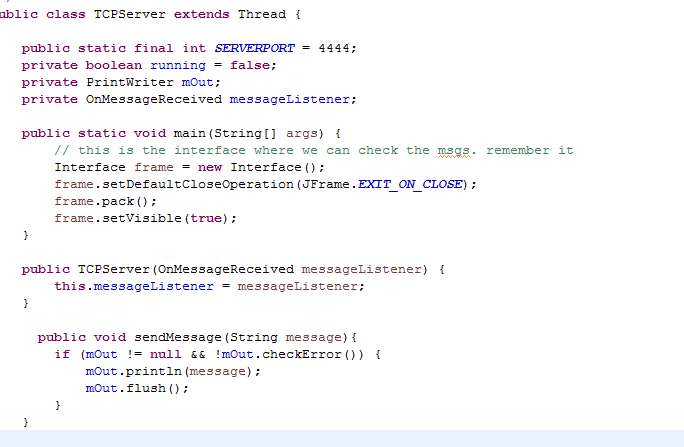 ublic class TCPServer extends Thread {
public static final int SERVERPORT = 4444;
private boolean running = false;
private PrintWriter mOut;
private OnMessageReceived messageListener;
public static void main(String[] args) {
// this is the interface where we can check the msgs. remember it
Interface frame = new Interface();
frame.setDefaultCloseOperation(JFrame.EXIT_ON_CLOSE);
frame.pack();
frame.setVisible(true);
}
public TCPServer(OnMessageReceived messageListener) {
this.messageListener = messageListener;
}
public void sendMessage(String message){
if (mOut != null && !mOut.checkError()) {
mOut.println(message);
mOut.flush();
}
}